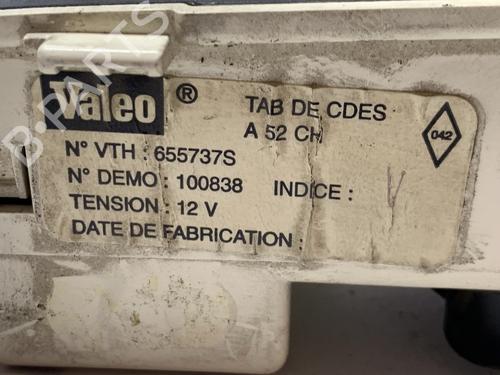 Valeo ®
TAB DE CDES
A 52 CH
042
N° VTH : 655737S
N° DEMO : 100838 INDICE :
TENSION : 12 V
DATE DE FABRICATION :
B-PARTS